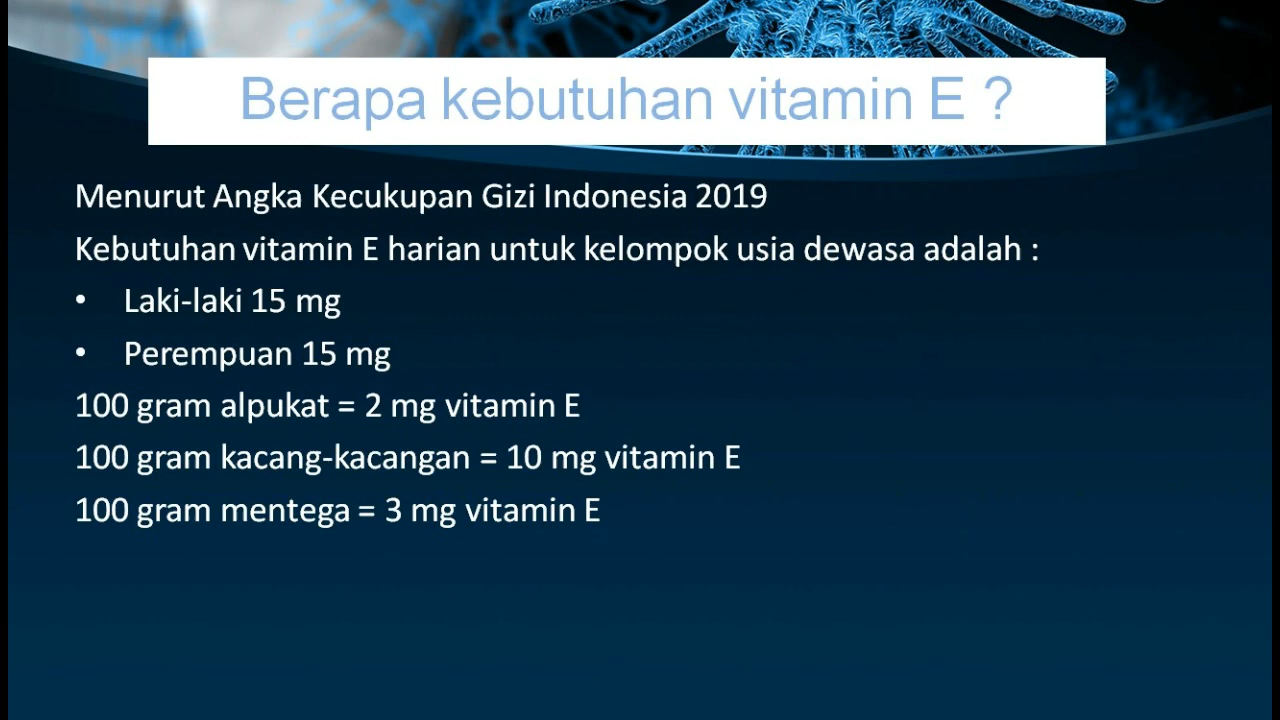 Berapa kebutuhan vitamin E ?
Menurut Angka Kecukupan Gizi Indonesia 2019
Kebutuhan vitamin E harian untuk kelompok usia dewasa adalah :
• Laki-laki 15 mg
• Perempuan 15 mg
100 gram alpukat = 2 mg vitamin E
100 gram kacang-kacangan = 10 mg vitamin E
100 gram mentega = 3 mg vitamin E